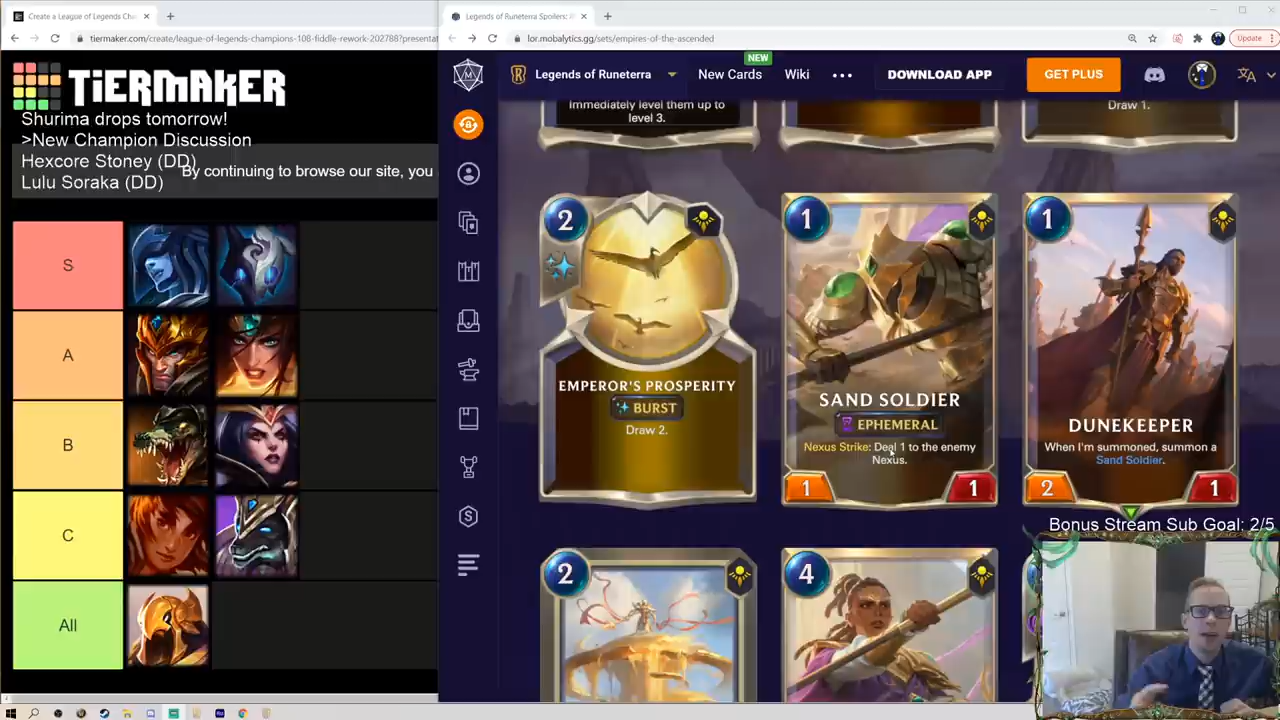 Create a League of Legends Cha
tiermaker.com/create/league-of-legends-champions-108-fiddle-rework-202788?presentat
TIERMAKER
Shurima drops tomorrow!
>New Champion Discussion
Hexcore Stoney (DD)
By continuing to browse our site, you
Lulu Soraka (DD)
S
A
B
C
All
Legends of Runeterra Spoilers:
lor.mobalytics.gg/sets/empires-of-the-ascended
Update
Legends of Runeterra
NEW
New Cards
Wiki
DOWNLOAD APP
GET PLUS
Immediately level them up to
level 3.
Draw 1.
2
EMPEROR'S PROSPERITY
BURST
Draw 2.
1
SAND SOLDIER
EPHEMERAL
Nexus Strike: Deal 1 to the enemy
Nexus.
1
1
1
DUNEKEEPER
When I'm summoned, summon a
Sand Soldier.
2
1
2
4
Bonus Stream Sub Goal: 2/5